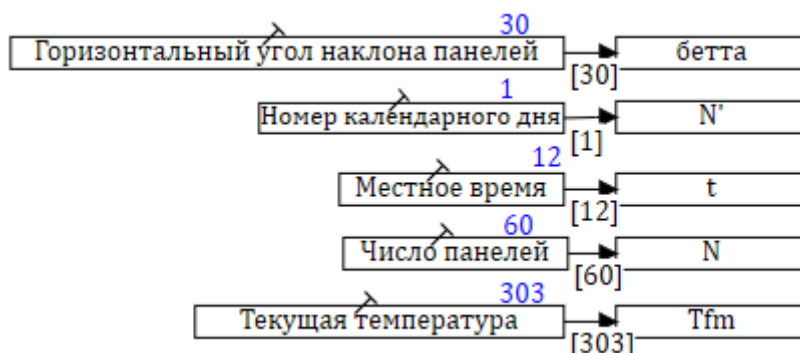 30
Горизонтальный угол наклона панелей
бетта
[30]
1
Номер календарного дня
N'
[1]
12
Местное время
t
[12]
60
Число панелей
N
[60]
303
Текущая температура
Tfm
[303]